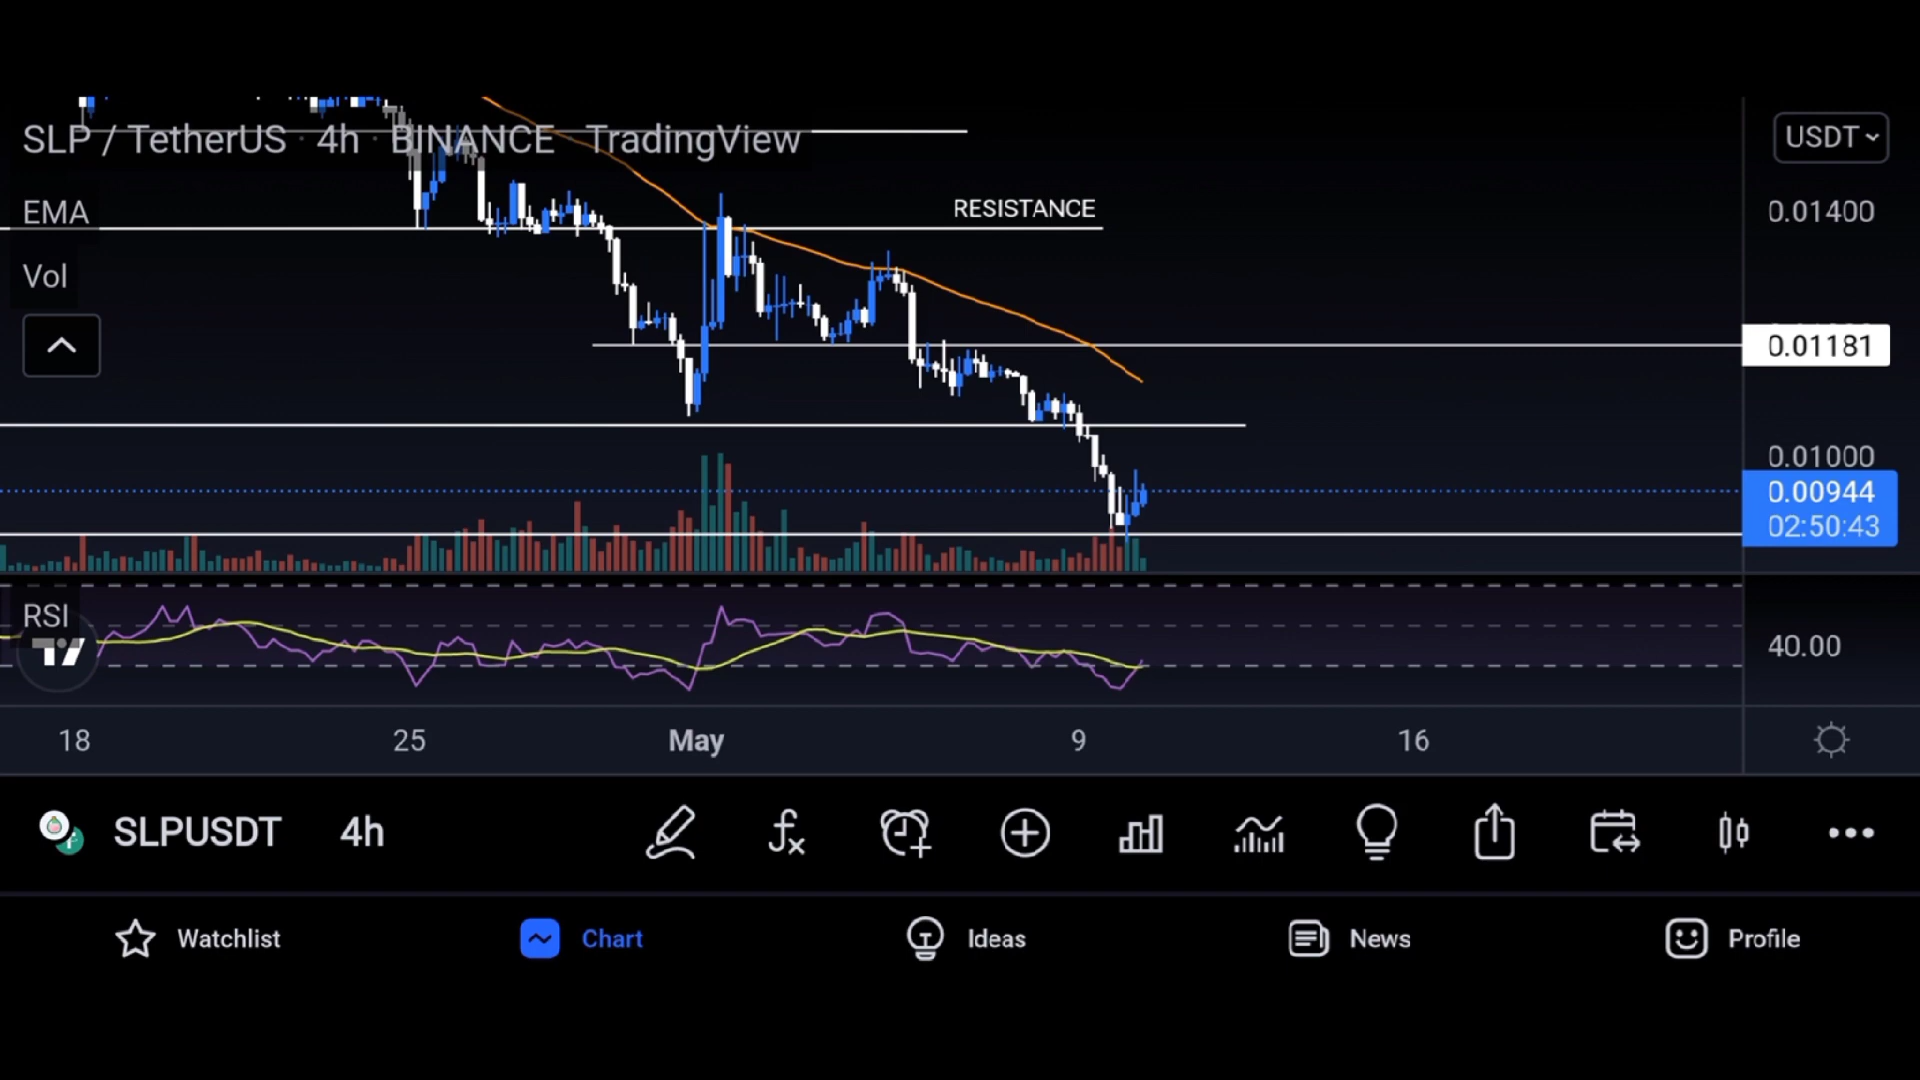 SLP / TetherUS · 4h · BINANCE TradingView
USDT
EMA
RESISTANCE
0.01400
Vol
0.01181
0.01000
0.00944
02:50:43
RSI
40.00
18 25 May 9 16
SLPUSDT 4h
Watchlist Chart Ideas News Profile